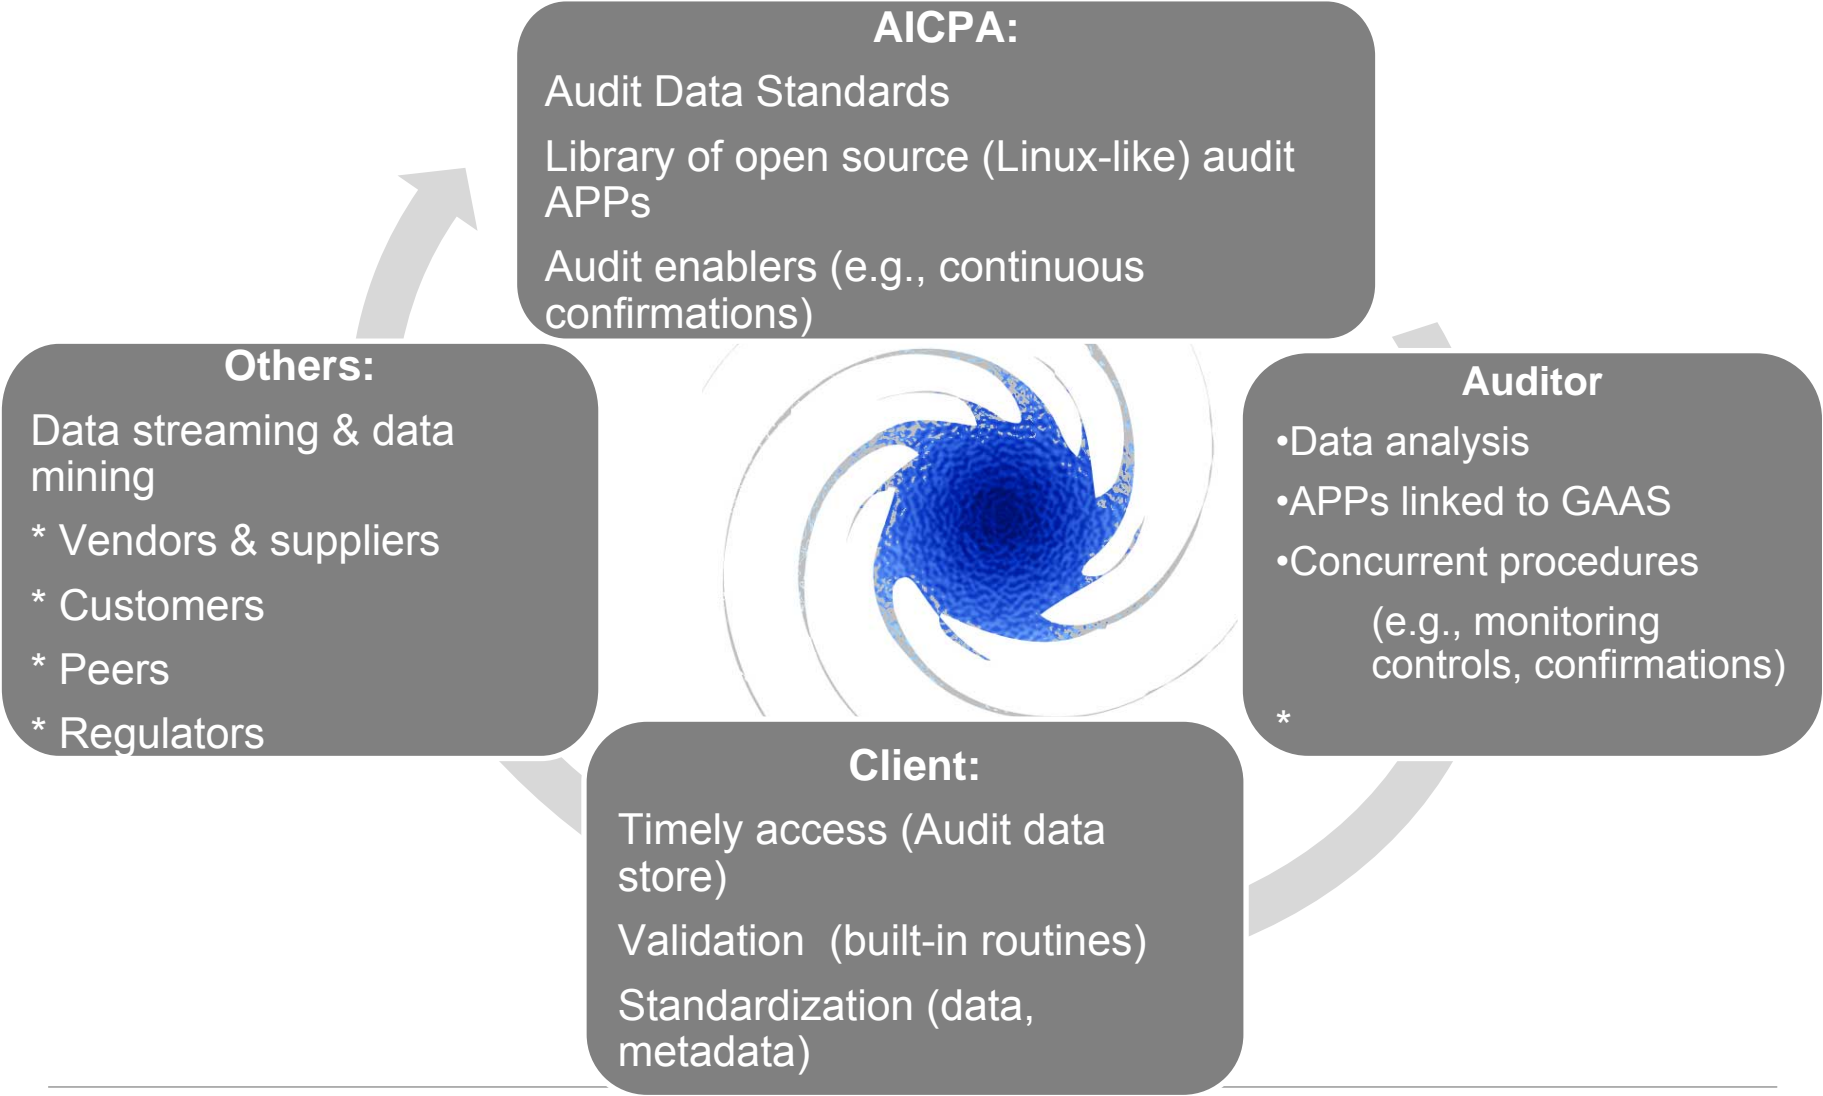 AICPA:
Audit Data Standards
Library of open source (Linux-like) audit
APPs
Audit enablers (e.g., continuous
confirmations)
Others:
Data streaming & data
mining
* Vendors & suppliers
* Customers
* Peers
* Regulators
Auditor
•Data analysis
•APPs linked to GAAS
•Concurrent procedures
(e.g., monitoring
controls, confirmations)
*
Client:
Timely access (Audit data
store)
Validation  (built-in routines)
Standardization (data,
metadata)